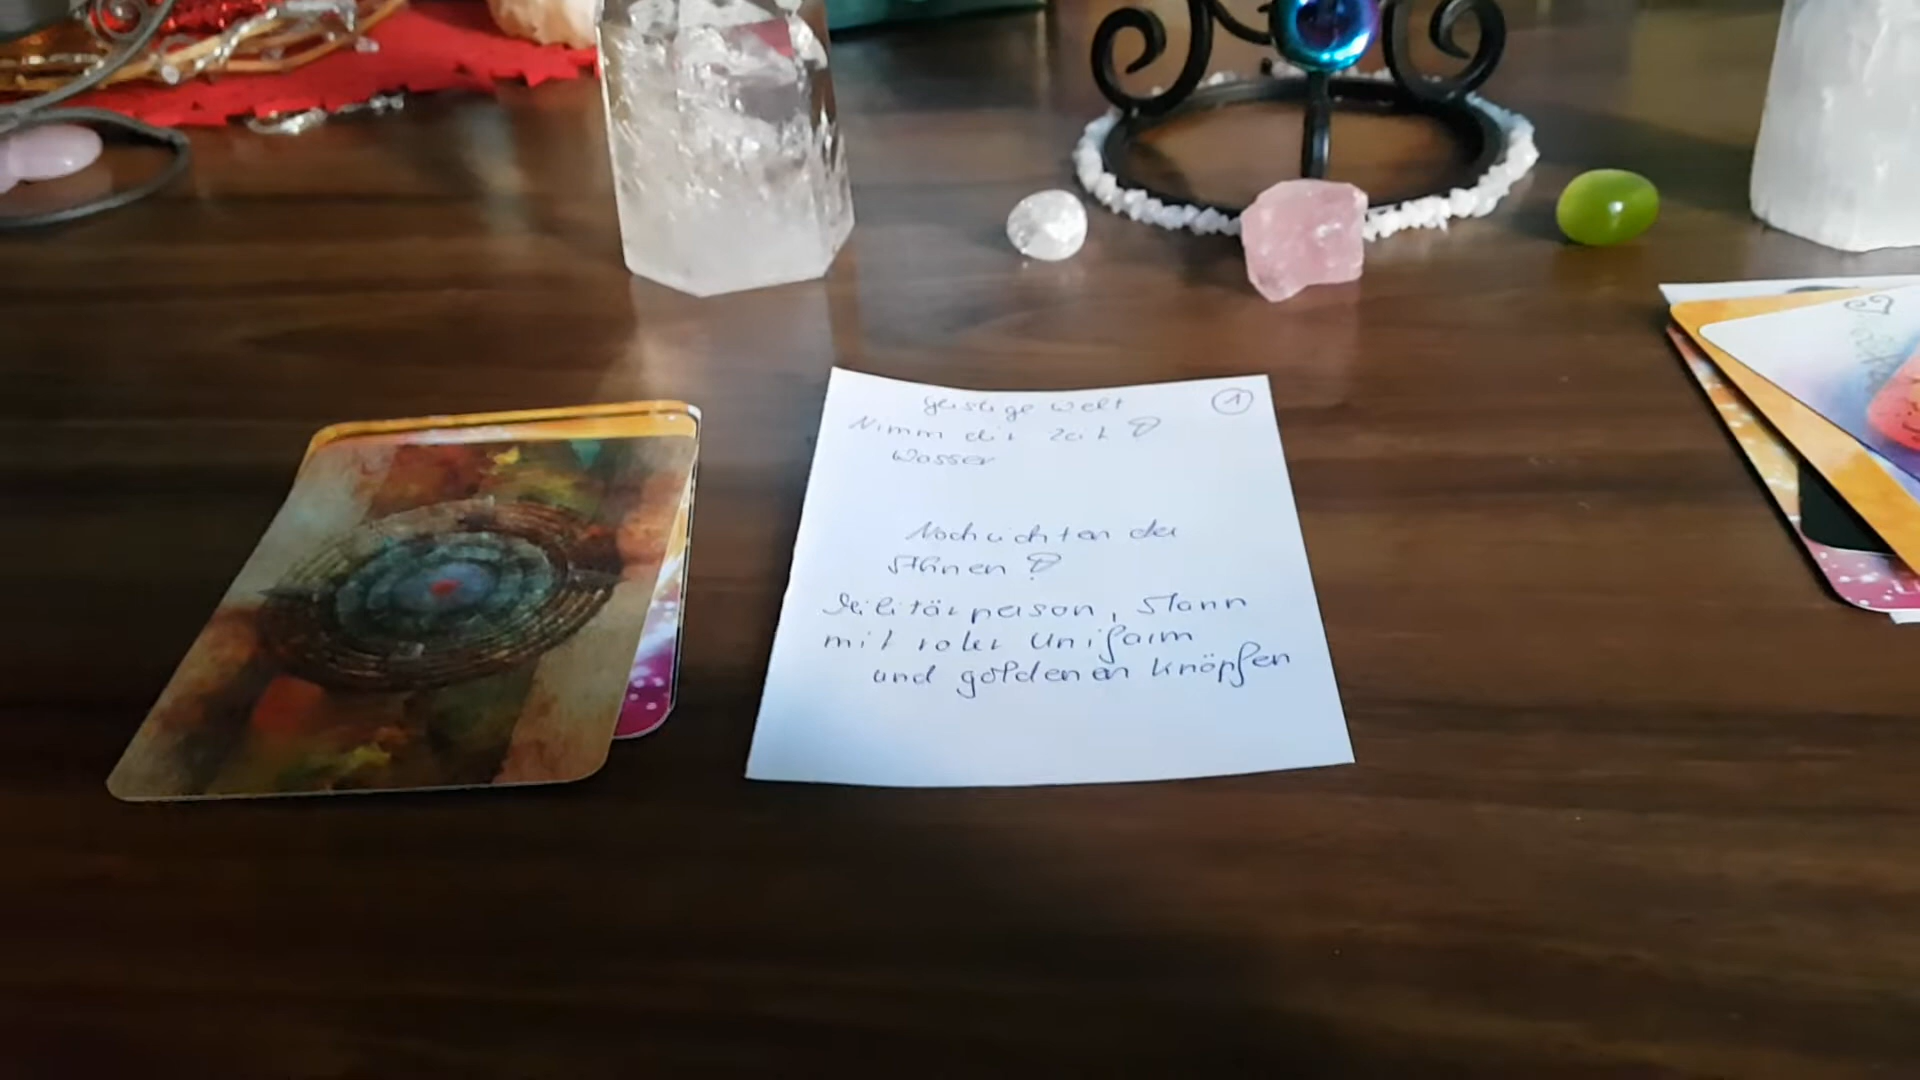 Geistige Welt ①
Nimm dir Zeit
Wasser
Nachrichten der
Ahnen
Militärperson, Mann
mit roter Uniform
und goldenen Knöpfen